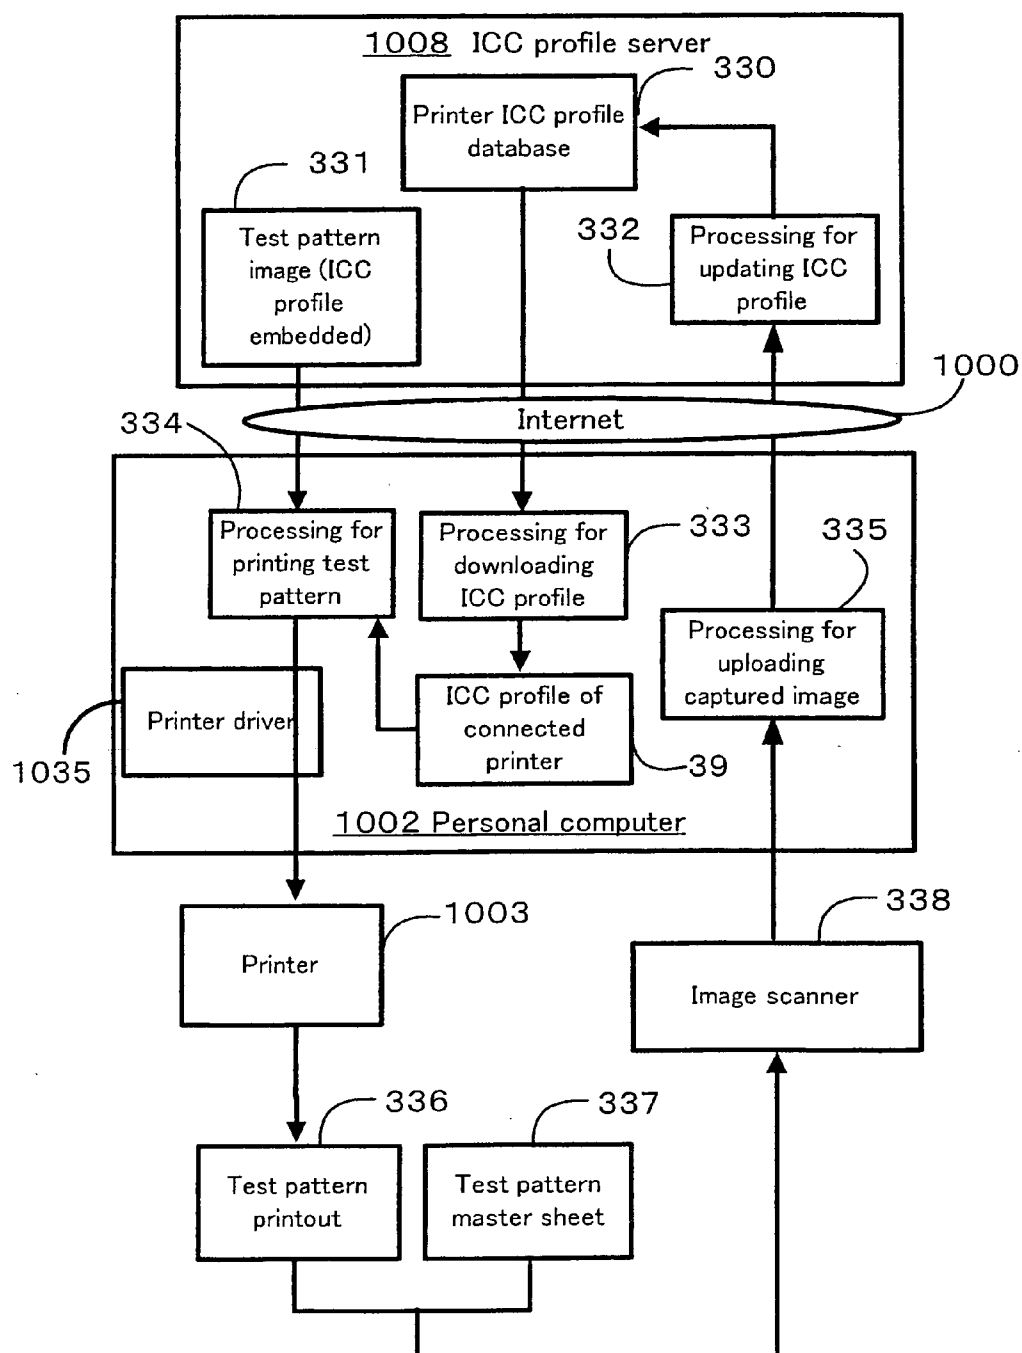 1008 ICC profile server
330
Printer ICC profile
database
331
Test pattern
image (ICC
profile
embedded)
332
Processing for
updating ICC
profile
1000
Internet
334
Processing for
printing test
pattern
Processing for
downloading
ICC profile
333
335
Processing for
uploading
captured image
Printer driver
1035
ICC profile of
connected
printer
39
1002 Personal computer
1003
Printer
338
Image scanner
336
Test pattern
printout
337
Test pattern
master sheet